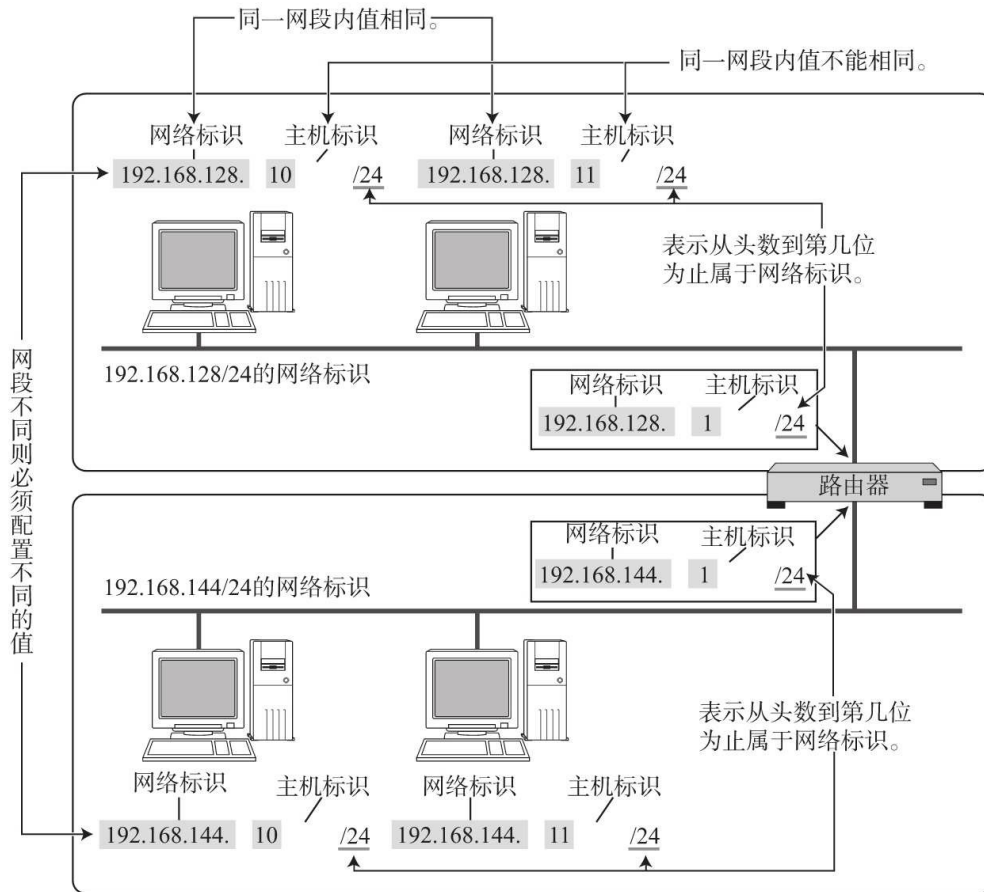 同一网段内值相同。
同一网段内值不能相同。
网络标识 主机标识 网络标识 主机标识
192.168.128. 10 /24 192.168.128. 11 /24
表示从头数到第几位
为止属于网络标识。
192.168.128/24的网络标识
网络标识 主机标识
192.168.128. 1 /24
网段不同则必须配置不同的值
路由器
网络标识 主机标识
192.168.144. 1 /24
192.168.144/24的网络标识
表示从头数到第几位
为止属于网络标识。
网络标识 主机标识 网络标识 主机标识
192.168.144. 10 /24 192.168.144. 11 /24